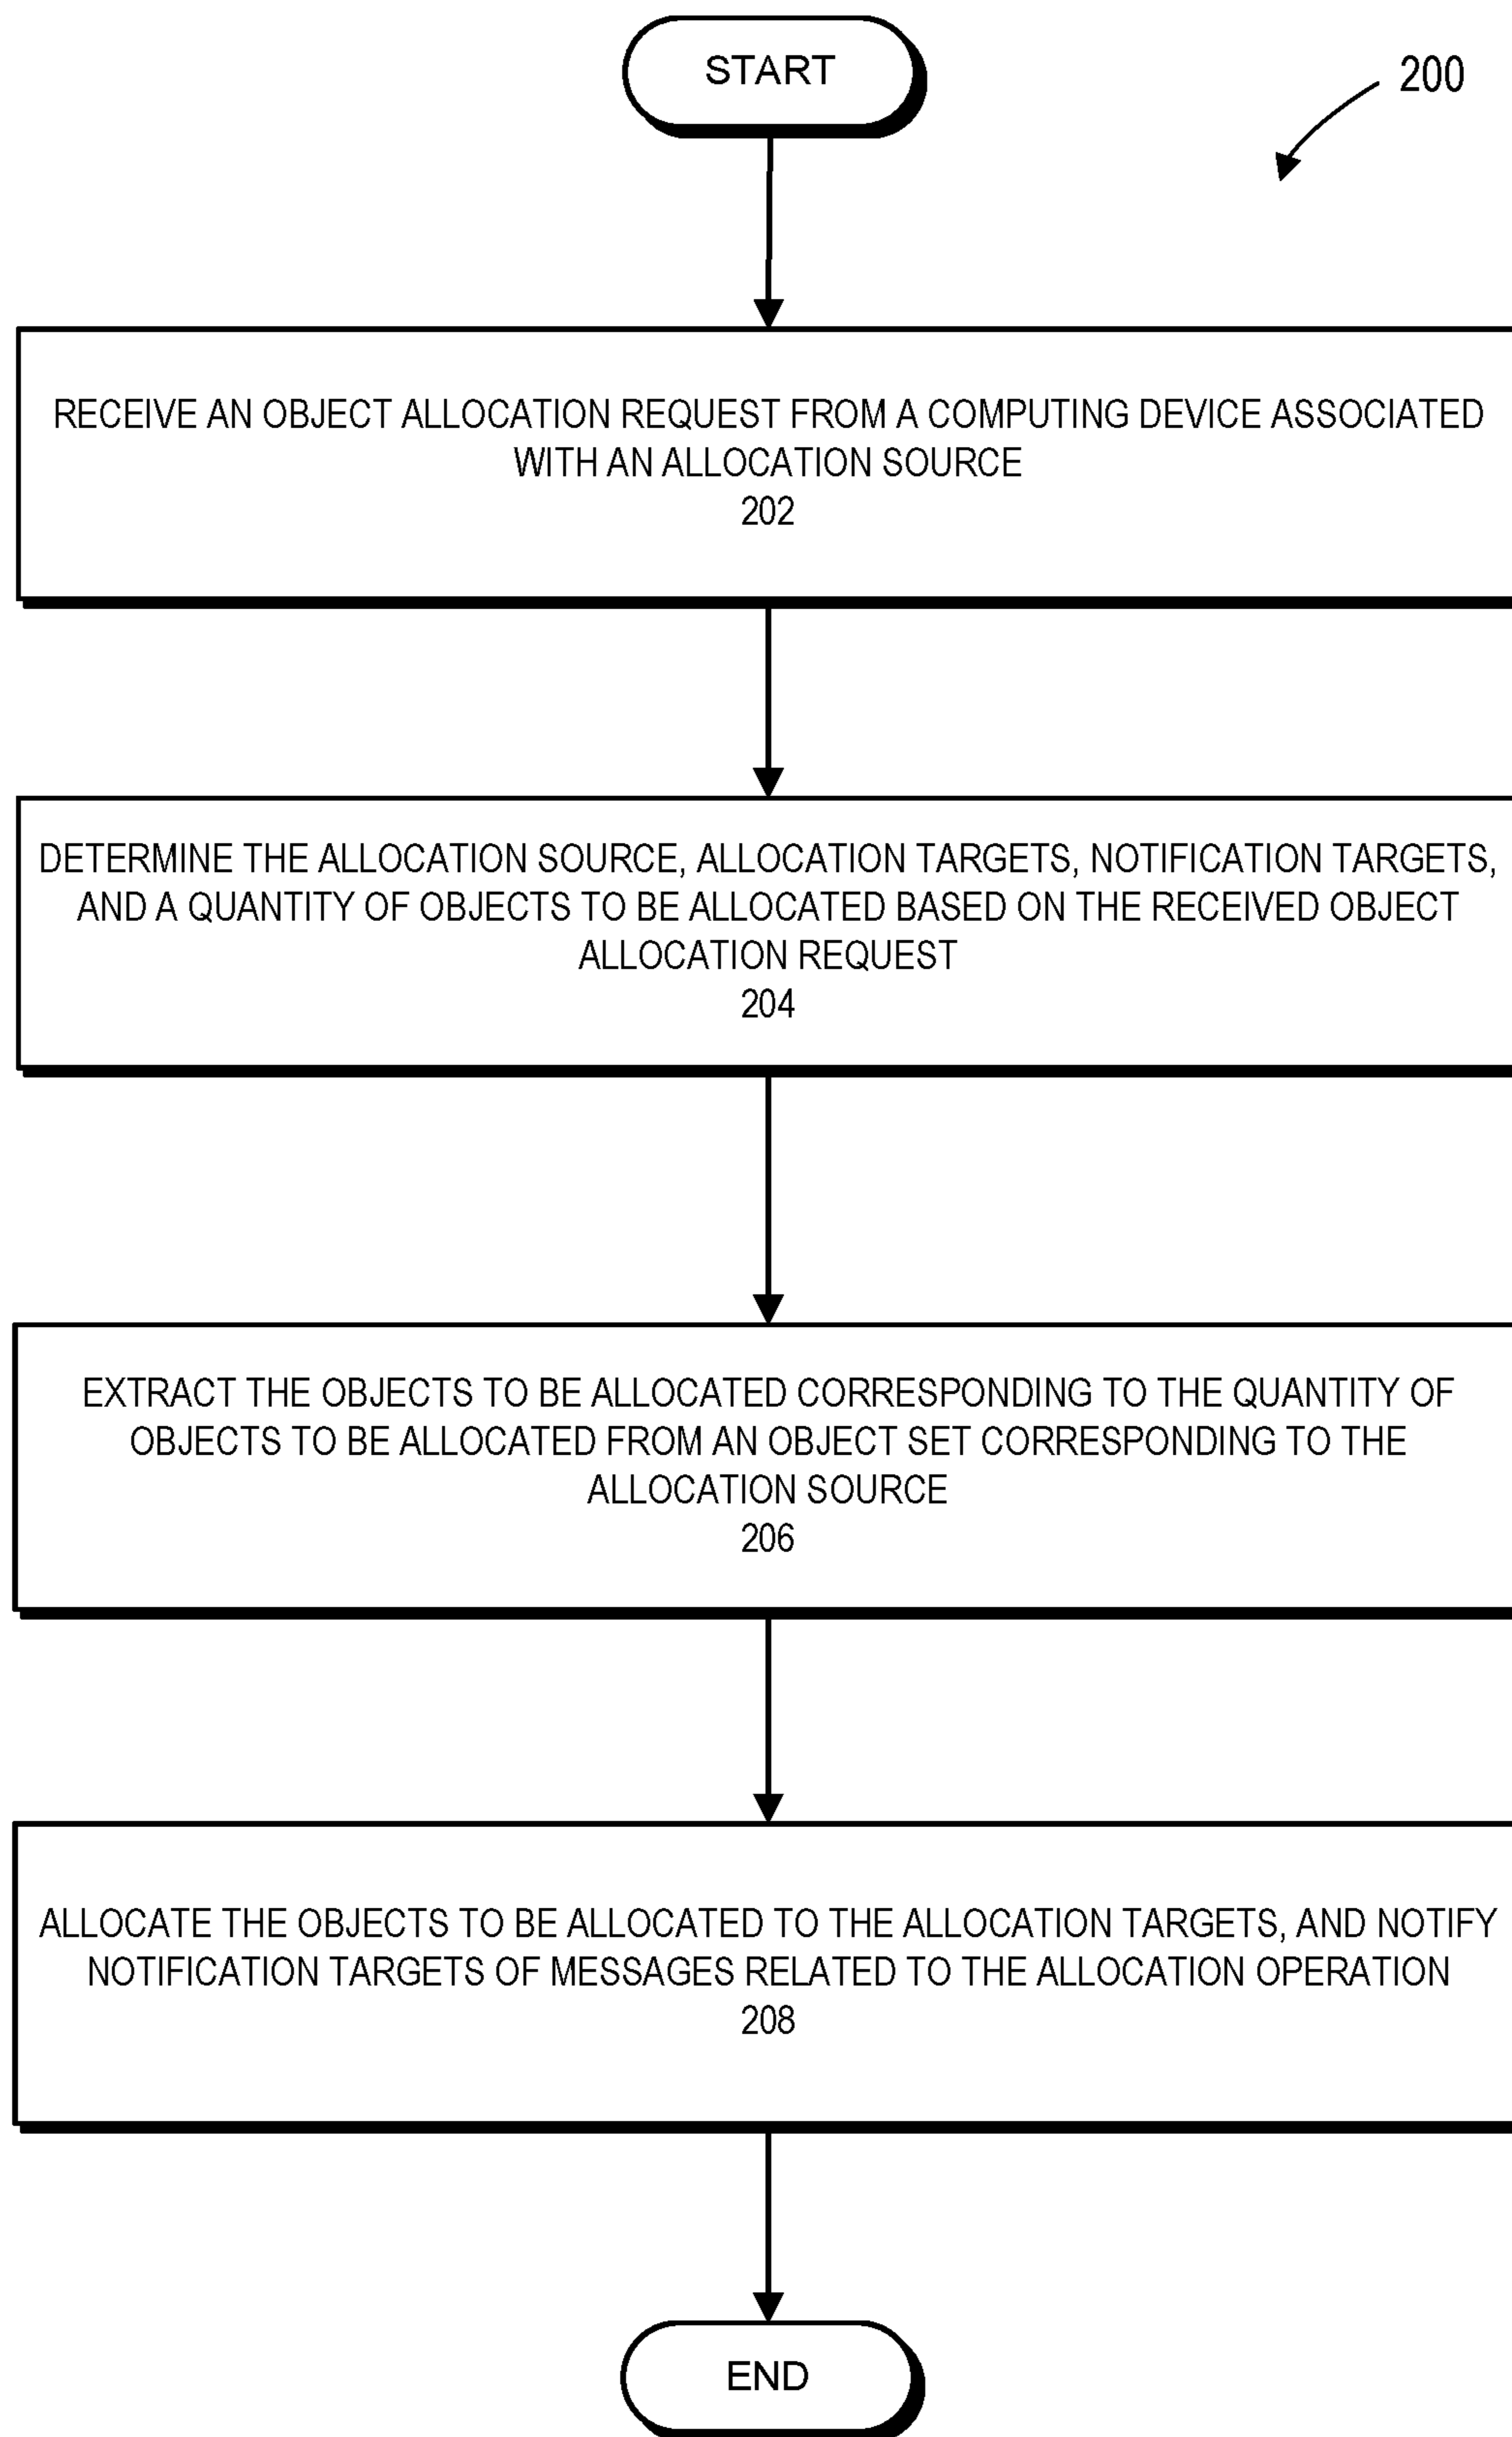 START
200
RECEIVE AN OBJECT ALLOCATION REQUEST FROM A COMPUTING DEVICE ASSOCIATED
WITH AN ALLOCATION SOURCE
202
DETERMINE THE ALLOCATION SOURCE, ALLOCATION TARGETS, NOTIFICATION TARGETS,
AND A QUANTITY OF OBJECTS TO BE ALLOCATED BASED ON THE RECEIVED OBJECT
ALLOCATION REQUEST
204
EXTRACT THE OBJECTS TO BE ALLOCATED CORRESPONDING TO THE QUANTITY OF
OBJECTS TO BE ALLOCATED FROM AN OBJECT SET CORRESPONDING TO THE
ALLOCATION SOURCE
206
ALLOCATE THE OBJECTS TO BE ALLOCATED TO THE ALLOCATION TARGETS, AND NOTIFY
NOTIFICATION TARGETS OF MESSAGES RELATED TO THE ALLOCATION OPERATION
208
END